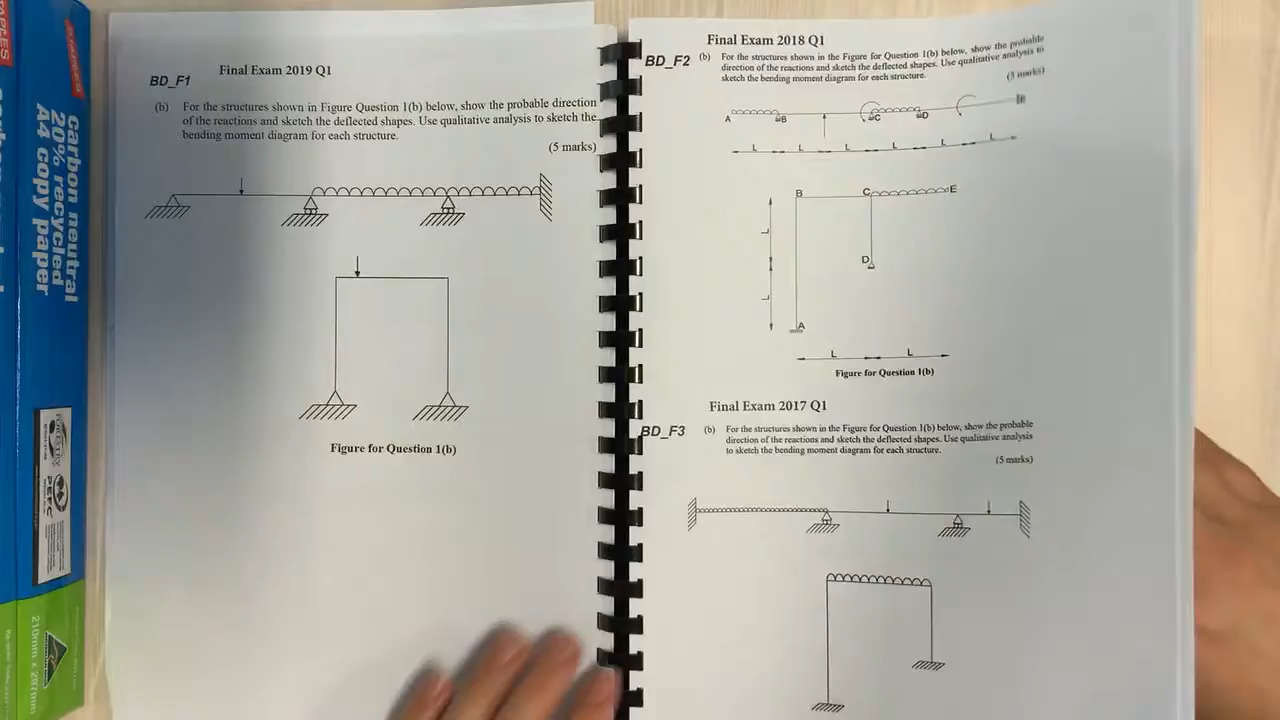 STAPLES
carbon neutral
20% recycled
A4 copy paper
PEFC
210mm x 297mm
BD_F1
Final Exam 2019 Q1
(b) For the structures shown in Figure Question 1(b) below, show the probable direction
of the reactions and sketch the deflected shapes. Use qualitative analysis to sketch the
bending moment diagram for each structure.
(5 marks)
Figure for Question 1(b)
Final Exam 2018 Q1
BD_F2
(b) For the structures shown in the Figure for Question 1(b) below, show the probable
direction of the reactions and sketch the deflected shapes. Use qualitative analysis to
sketch the bending moment diagram for each structure.
(5 marks)
A B C D
L L L L L L
B C E
L
D
L
A
L L
Figure for Question 1(b)
Final Exam 2017 Q1
BD_F3
(b) For the structures shown in the Figure for Question 1(b) below, show the probable
direction of the reactions and sketch the deflected shapes. Use qualitative analysis
to sketch the bending moment diagram for each structure.
(5 marks)